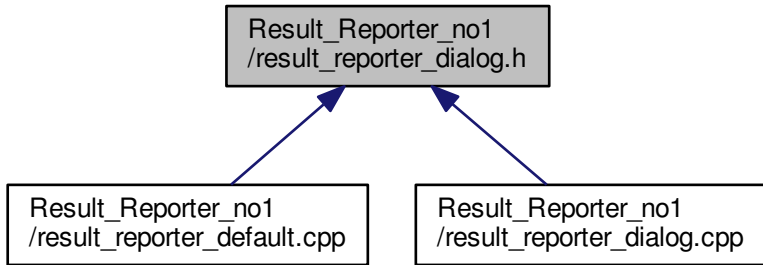 Result_Reporter_no1
/result_reporter_dialog.h
Result_Reporter_no1
/result_reporter_default.cpp
Result_Reporter_no1
/result_reporter_dialog.cpp